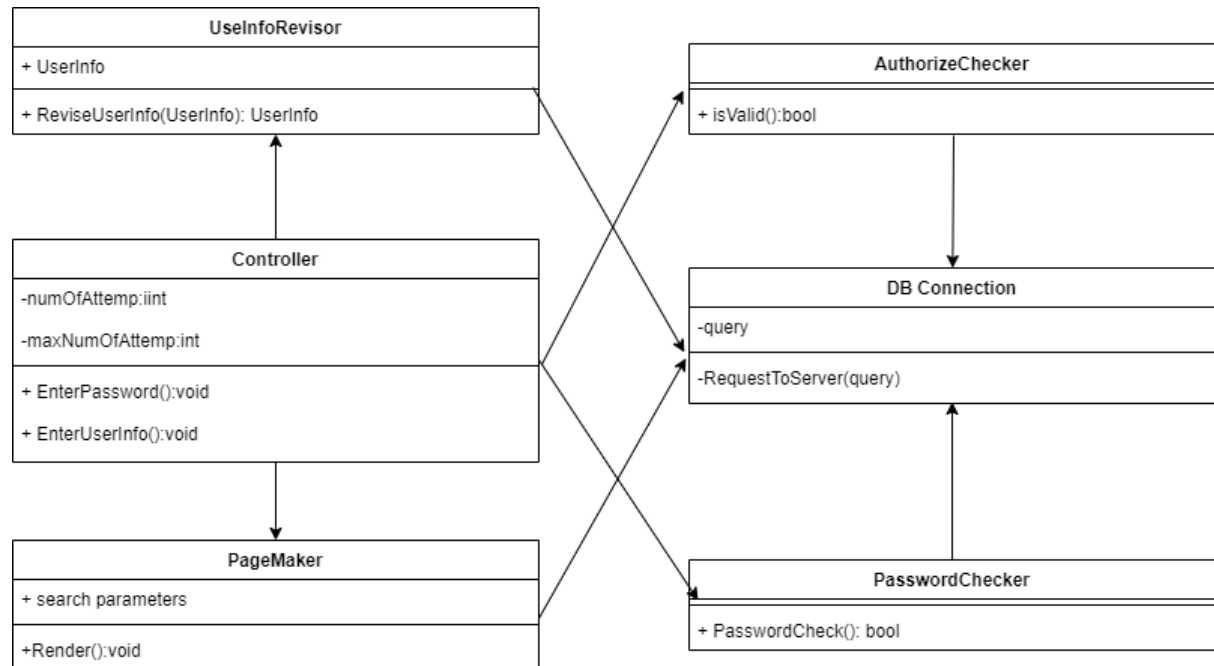 UseInfoRevisor
+ UserInfo
+ ReviseUserInfo(UserInfo): UserInfo
AuthorizeChecker
+ isValid():bool
Controller
-numOfAttemp:iint
-maxNumOfAttemp:int
+ EnterPassword():void
+ EnterUserInfo():void
DB Connection
-query
-RequestToServer(query)
PageMaker
+ search parameters
+Render():void
PasswordChecker
+ PasswordCheck(): bool